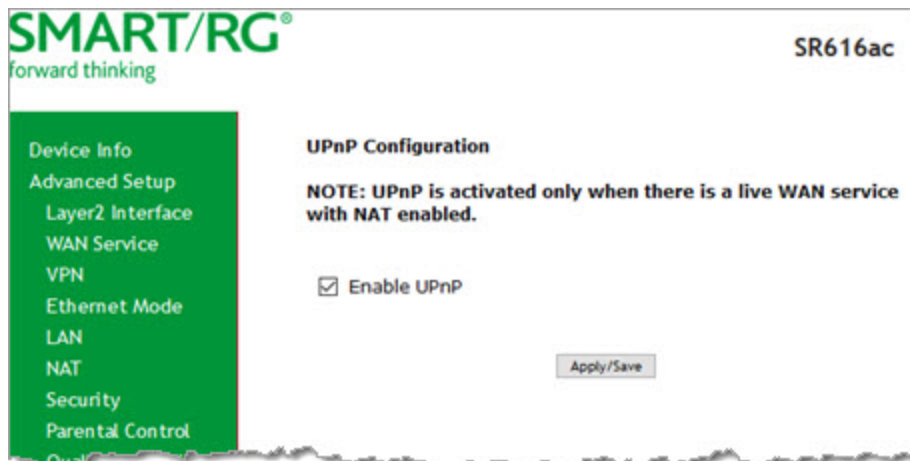 SMART/RG®
forward thinking
SR616ac
Device Info
Advanced Setup
Layer2 Interface
WAN Service
VPN
Ethernet Mode
LAN
NAT
Security
Parental Control
UPnP Configuration
NOTE: UPnP is activated only when there is a live WAN service
with NAT enabled.
Enable UPnP
Apply/Save